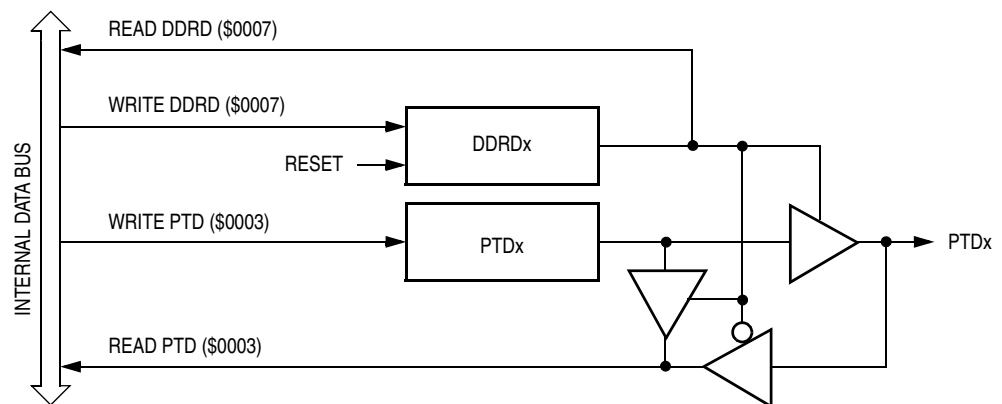 READ DDRD ($0007)
WRITE DDRD ($0007)
DDRDx
RESET
INTERNAL DATA BUS
WRITE PTD ($0003)
PTDx
PTDx
READ PTD ($0003)